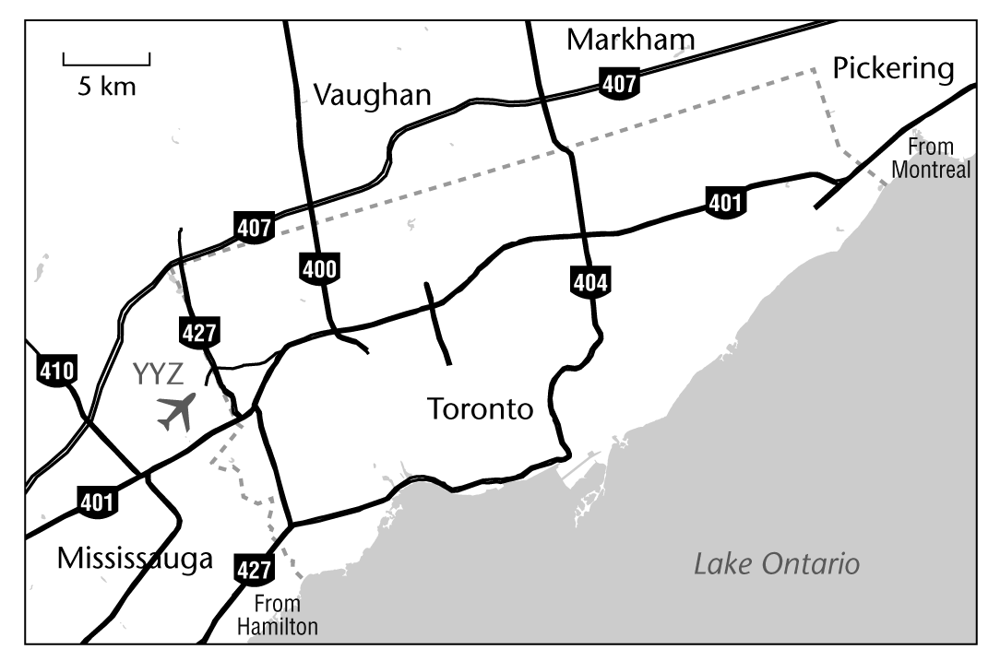 Markham
5 km
Vaughan
407
Pickering
From
Montreal
401
407
400
404
427
410
YYZ
Toronto
401
Mississauga
427
Lake Ontario
From
Hamilton